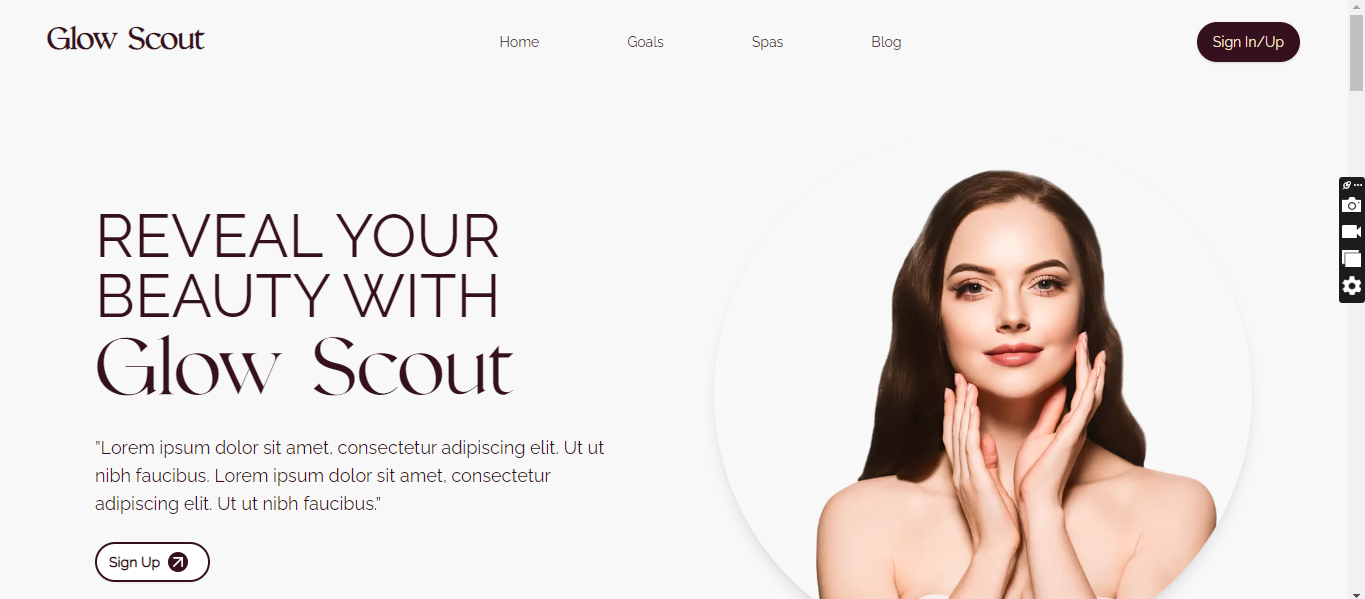 Glow Scout
Home
Goals
Spas
Blog
Sign In/Up
REVEAL YOUR
BEAUTY WITH
Glow Scout
"Lorem ipsum dolor sit amet, consectetur adipiscing elit. Ut ut
nibh faucibus. Lorem ipsum dolor sit amet, consectetur
adipiscing elit. Ut ut nibh faucibus."
Sign Up